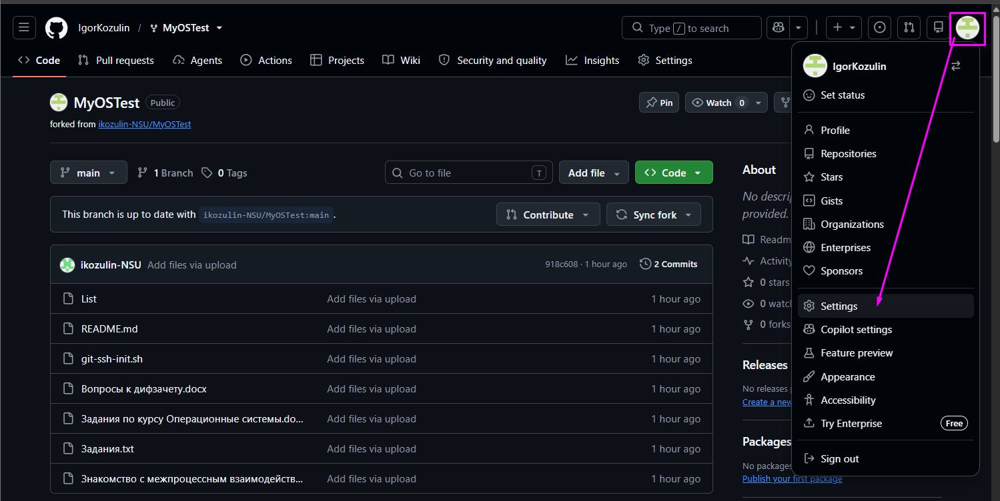 IgorKozulin / MyOSTest
Type / to search
Code Pull requests Agents Actions Projects Wiki Security and quality Insights Settings
MyOSTest Public
forked from ikozulin-NSU/MyOSTest
Pin Watch 0
main 1 Branch 0 Tags
Go to file T Add file Code
This branch is up to date with ikozulin-NSU/MyOSTest:main .
Contribute Sync fork
ikozulin-NSU Add files via upload 918c608 · 1 hour ago 2 Commits
List Add files via upload 1 hour ago
README.md Add files via upload 1 hour ago
git-ssh-init.sh Add files via upload 1 hour ago
Вопросы к дифзачету.docx Add files via upload 1 hour ago
Задания по курсу Операционные системы.do... Add files via upload 1 hour ago
Задания.txt Add files via upload 1 hour ago
Знакомство с межпроцессным взаимодейств... Add files via upload 1 hour ago
About
No
provided.
Readm
Activity
0 stars
0 watc
0 forks
Releases
No releases
Create a new
Packages
No packages
Publish your first package
IgorKozulin
Set status
Profile
Repositories
Stars
Gists
Organizations
Enterprises
Sponsors
Settings
Copilot settings
Feature preview
Appearance
Accessibility
Try Enterprise Free
Sign out